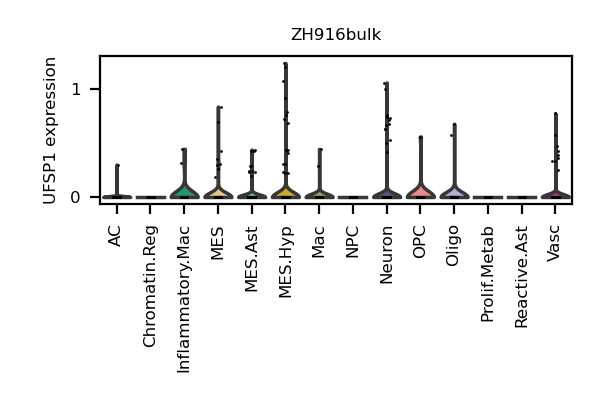 ZH916bulk
UFSP1 expression
1
0
AC
Chromatin.Reg
Inflammatory.Mac
MES
MES.Ast
MES.Hyp
Mac
NPC
Neuron
OPC
Oligo
Prolif.Metab
Reactive.Ast
Vasc